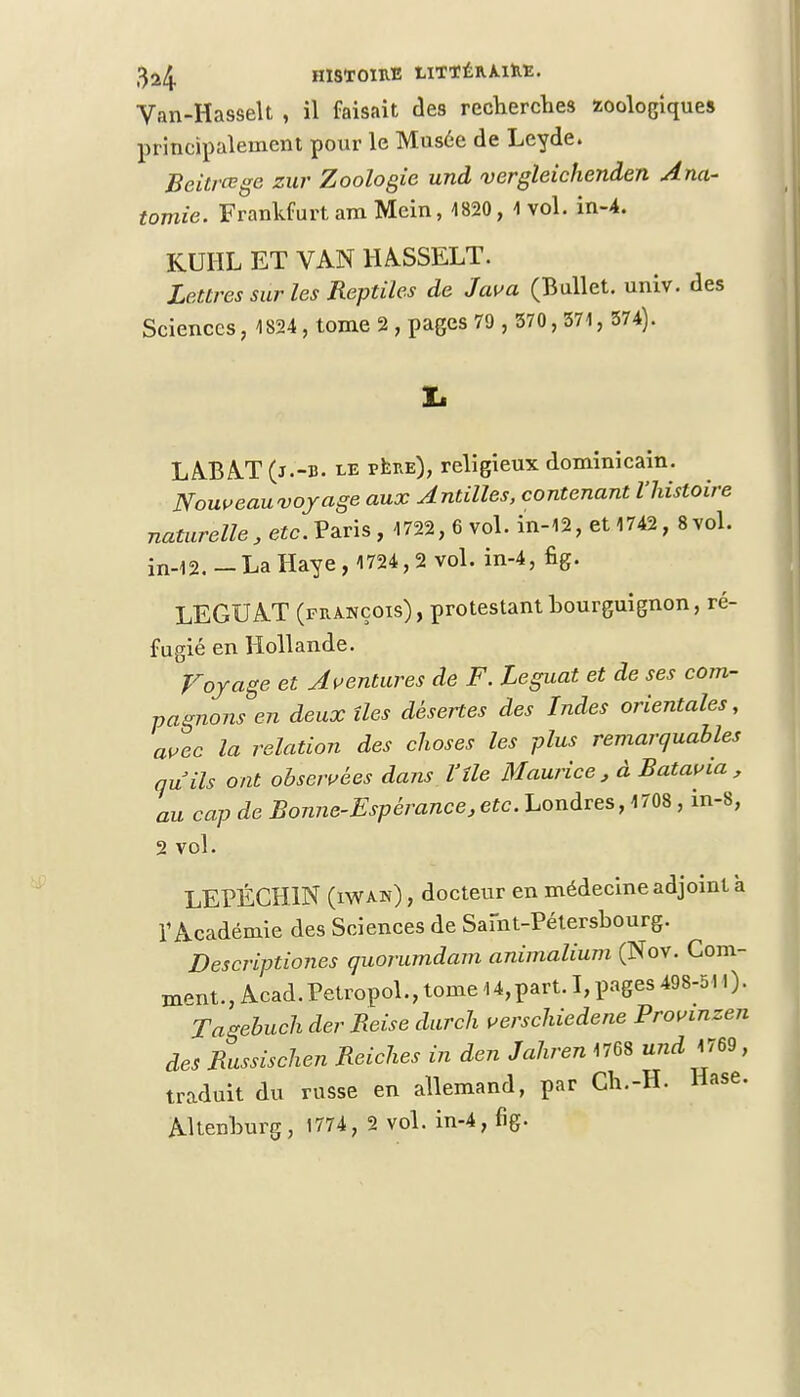 324 HISTOIRE LITTÉRAIRE.
Van-Hasselt , il faisait des recherches zoologiques
principalement pour le Musée de Leyde.
Beitrœge zur Zoologie und vergleichenden Ana-
tomie. Frankfurt am Mein, 1820, 1 vol. in-4.
KUHL ET VAN HASSELT.
Lettres sur les Reptiles de Java (Bullet. univ. des
Sciences, 1824, tome 2, pages 79, 370, 371, 374).
L
LABAT (J.-B. LE PÈRE), religieux dominicain.
Nouveau voyage aux Antilles, contenant l'histoire
naturelle, etc. Paris, 1722, 6 vol. in-12, et 1742, 8 vol.
in-12. — La Haye, 1724, 2 vol. in-4, fig.
LEGUAT (FRANÇOIS), protestant bourguignon, ré-
fugié en Hollande.
Voyage et Aventures de F. Leguat et de ses com-
pagnons en deux îles désertes des Indes orientales,
avec la relation des choses les plus remarquables
qu'ils ont observées dans l'île Maurice, à Batavia,
au cap de Bonne-Espérance, etc. Londres, 1708, in-8,
2 vol.
LEPÉCHIN (IWAN), docteur en médecine adjoint à
l'Académie des Sciences de Saint-Pétersbourg.
Descriptiones quorumdam animalium (Nov. Com-
ment., Acad. Petropol., tome 14, part. I, pages 498-511).
Tagebuch der Reise durch verschiedene Provinzen
des Russischen Reiches in den Jahren 1768 und 1769,
traduit du russe en allemand, par Ch.-H. Hase.
Altenburg, 1774, 2 vol. in-4, fig.